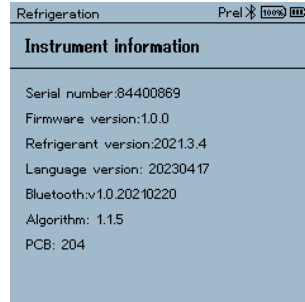 Refrigeration Prel 100%
Instrument information
Serial number:84400869
Firmware version:1.0.0
Refrigerant version:2021.3.4
Language version: 20230417
Bluetooth:v1.0.20210220
Algorithm: 1.1.5
PCB: 204